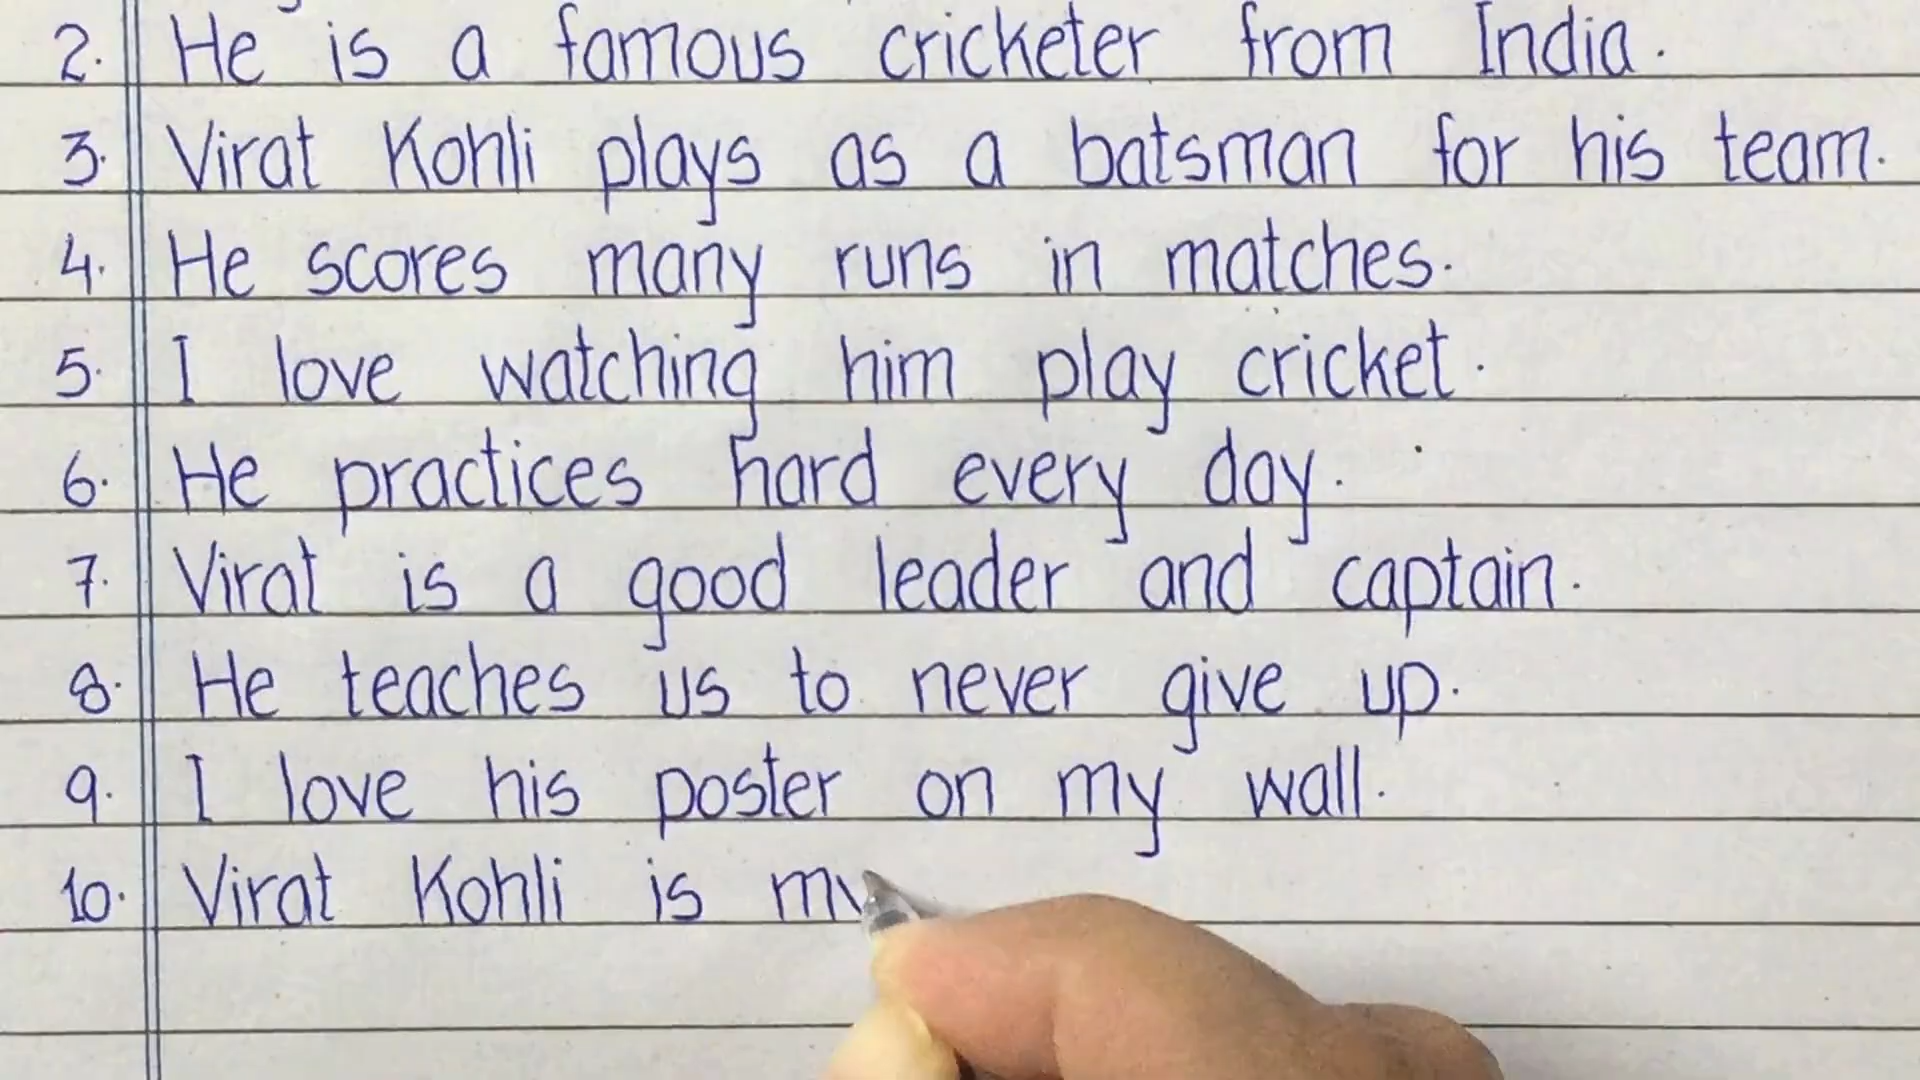 2. He is a famous cricketer from India.
3. Virat Kohli plays as a batsman for his team.
4. He scores many runs in matches.
5. I love watching him play cricket.
6. He practices hard every day.
7. Virat is a good leader and captain.
8. He teaches us to never give up.
9. I love his poster on my wall.
10. Virat Kohli is my